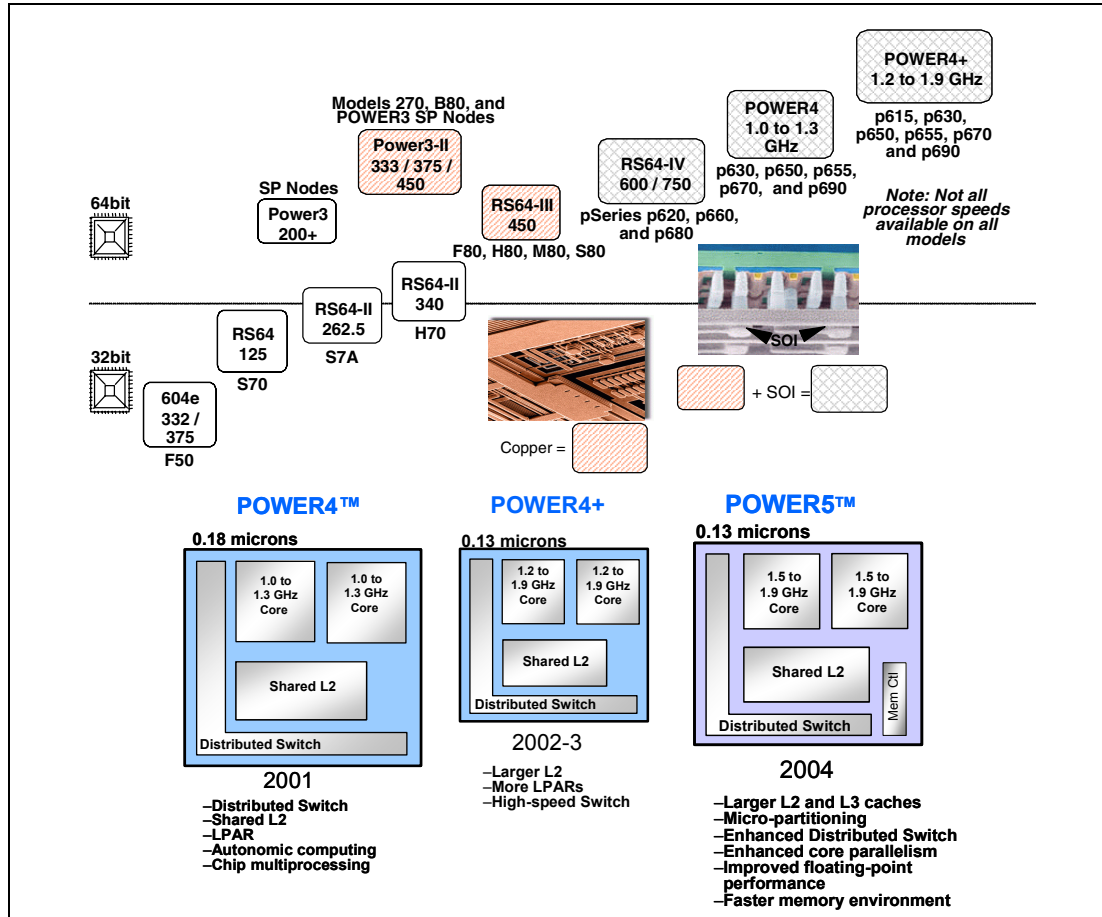 POWER4+
1.2 to 1.9 GHz
p615, p630,
p650, p655, p670
and p690
POWER4
1.0 to 1.3
GHz
p630, p650, p655,
p670, and p690
Models 270, B80, and
POWER3 SP Nodes
Power3-II
333 / 375 /
450
RS64-IV
600 / 750
pSeries p620, p660,
and p680
Note: Not all
processor speeds
available on all
models
SP Nodes
Power3
200+
RS64-III
450
F80, H80, M80, S80
64bit
RS64-II
340
H70
RS64-II
262.5
S7A
RS64
125
S70
32bit
604e
332 /
375
F50
SOI
+ SOI =
Copper =
POWER4™
0.18 microns
1.0 to
1.3 GHz
Core
1.0 to
1.3 GHz
Core
Shared L2
Distributed Switch
2001
–Distributed Switch
–Shared L2
–LPAR
–Autonomic computing
–Chip multiprocessing
POWER4+
0.13 microns
1.2 to
1.9 GHz
Core
1.2 to
1.9 GHz
Core
Shared L2
Distributed Switch
2002-3
–Larger L2
–More LPARs
–High-speed Switch
POWER5™
0.13 microns
1.5 to
1.9 GHz
Core
1.5 to
1.9 GHz
Core
Shared L2
Distributed Switch
Mem Ctl
2004
–Larger L2 and L3 caches
–Micro-partitioning
–Enhanced Distributed Switch
–Enhanced core parallelism
–Improved floating-point
performance
–Faster memory environment